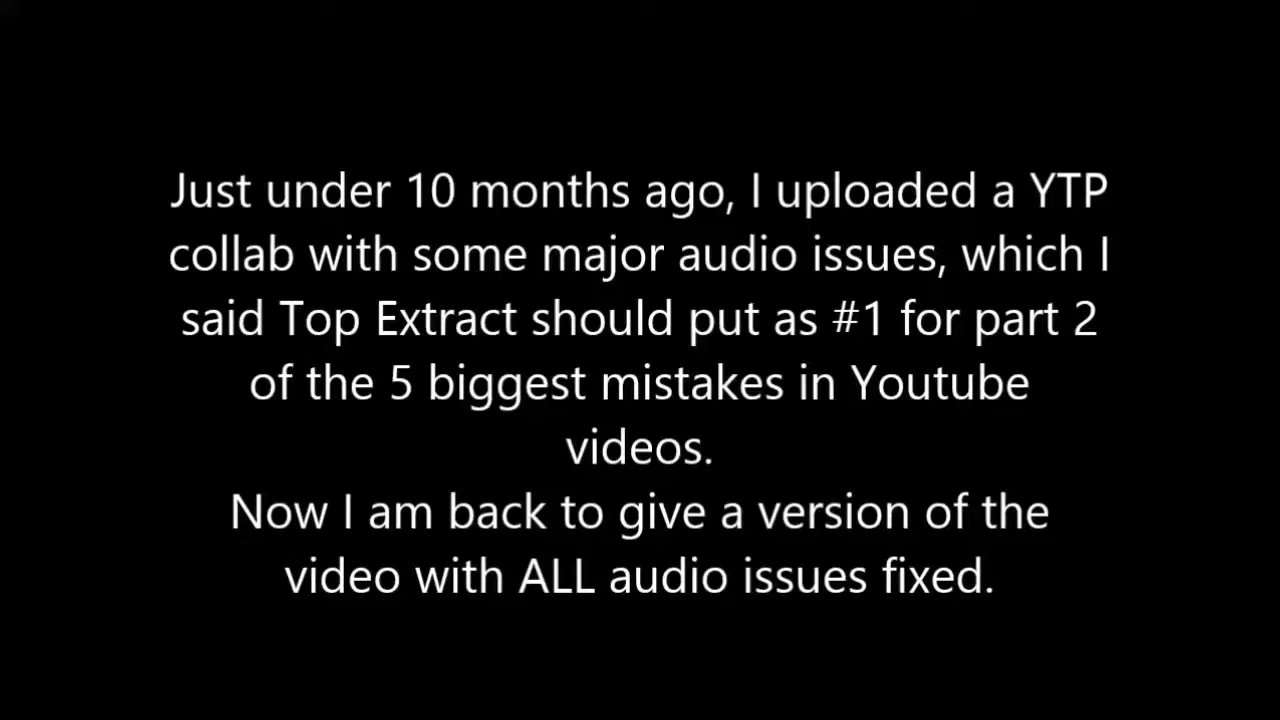 Just under 10 months ago, I uploaded a YTP
collab with some major audio issues, which I
said Top Extract should put as #1 for part 2
of the 5 biggest mistakes in Youtube
videos.
Now I am back to give a version of the
video with ALL audio issues fixed.